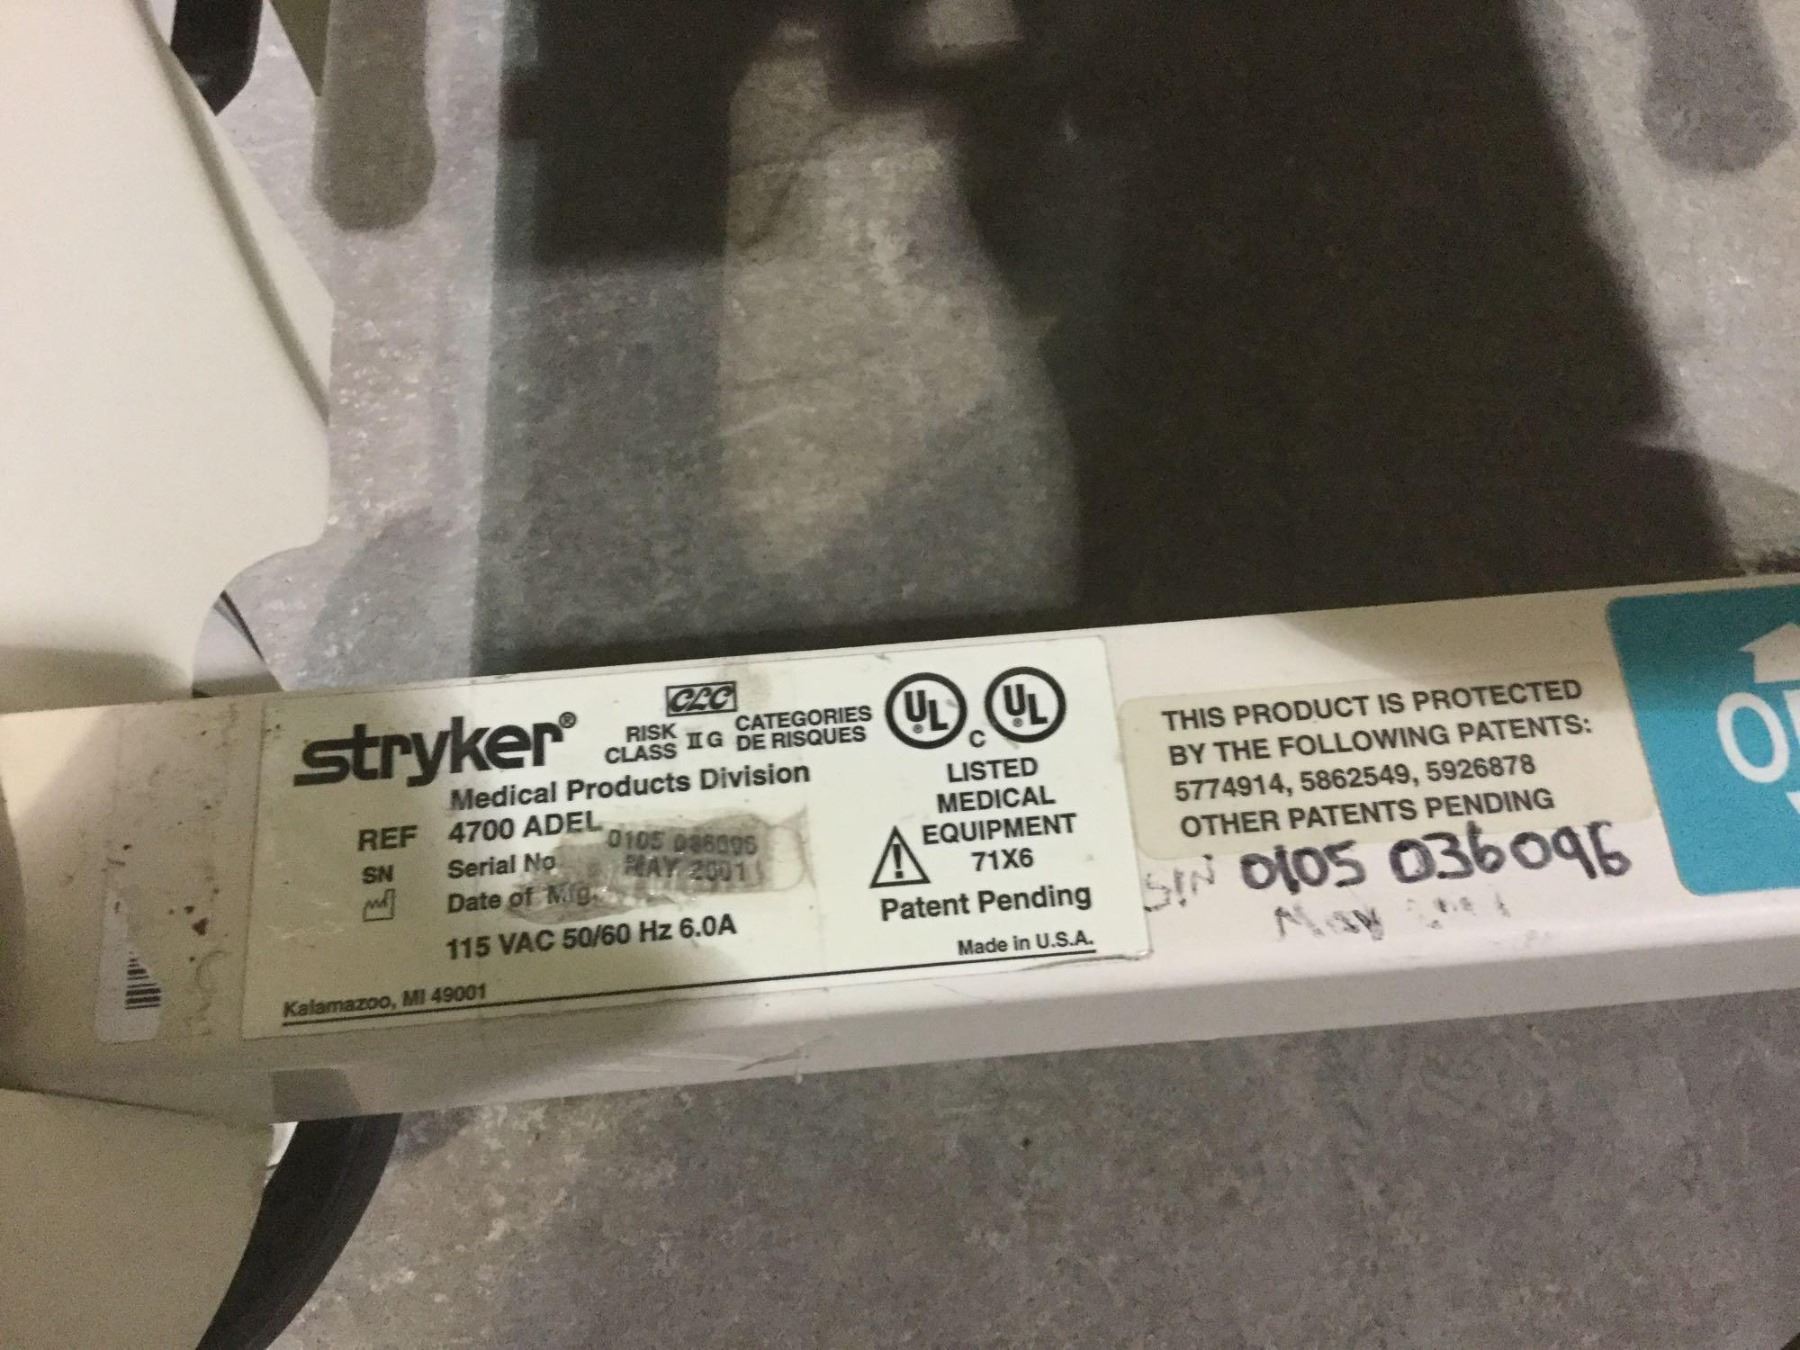 stryker®
CLC
RISK CLASS II G CATEGORIES DE RISQUES
Medical Products Division
REF 4700 ADEL
SN Serial No 0105 036096
Date of Mfg. MAY 2001
115 VAC 50/60 Hz 6.0A
Kalamazoo, MI 49001
UL C UL
LISTED
MEDICAL
EQUIPMENT
71X6
Patent Pending
Made in U.S.A.
THIS PRODUCT IS PROTECTED
BY THE FOLLOWING PATENTS:
5774914, 5862549, 5926878
OTHER PATENTS PENDING
S/N 0105 036096
May